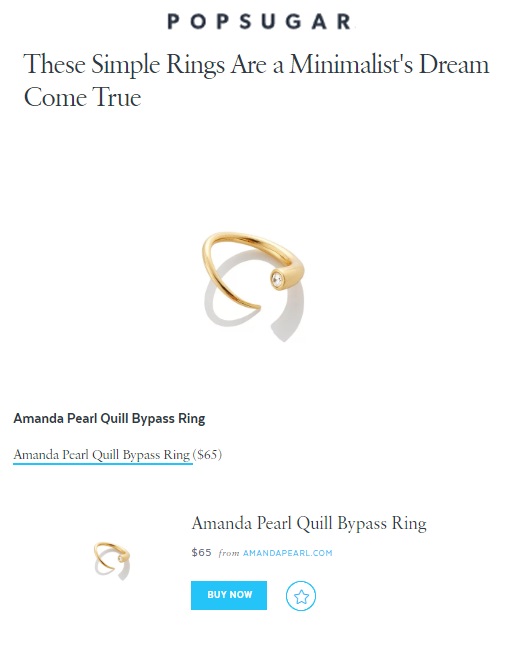 POPSUGAR
These Simple Rings Are a Minimalist's Dream
Come True
Amanda Pearl Quill Bypass Ring
Amanda Pearl Quill Bypass Ring ($65)
Amanda Pearl Quill Bypass Ring
$65 from AMANDAPEARL.COM
BUY NOW